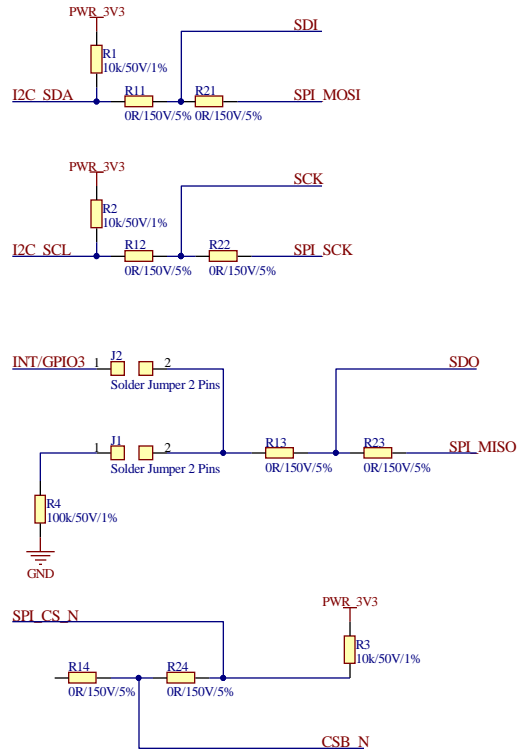 PWR_3V3
SDI
R1
10k/50V/1%
I2C_SDA
R11
R21
SPI_MOSI
0R/150V/5%
0R/150V/5%
PWR_3V3
SCK
R2
10k/50V/1%
I2C_SCL
R12
R22
SPI_SCK
0R/150V/5%
0R/150V/5%
INT/GPIO3
1
J2
2
SDO
Solder Jumper 2 Pins
1
J1
2
R13
R23
SPI_MISO
Solder Jumper 2 Pins
0R/150V/5%
0R/150V/5%
R4
100k/50V/1%
GND
PWR_3V3
SPI_CS_N
R3
10k/50V/1%
R14
R24
0R/150V/5%
0R/150V/5%
CSB_N